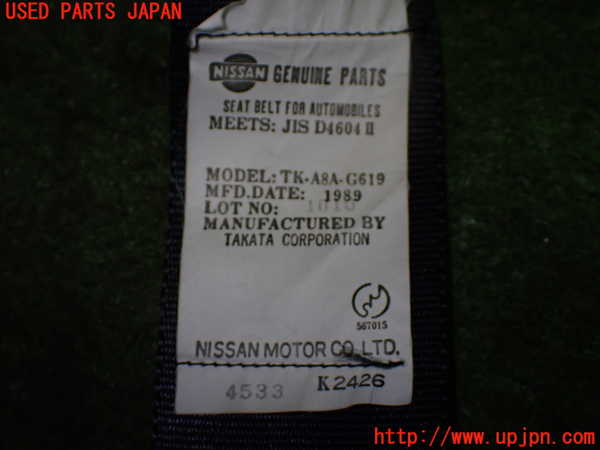 USED PARTS JAPAN
NISSAN GENUINE PARTS
SEAT BELT FOR AUTOMOBILES
MEETS: JIS D4604 II
MODEL: TK-A8A-G619
MFD.DATE: 1989
LOT NO: 1016
MANUFACTURED BY
TAKATA CORPORATION
567015
NISSAN MOTOR CO.LTD.
4533 K2426
http://www.upjpn.com/